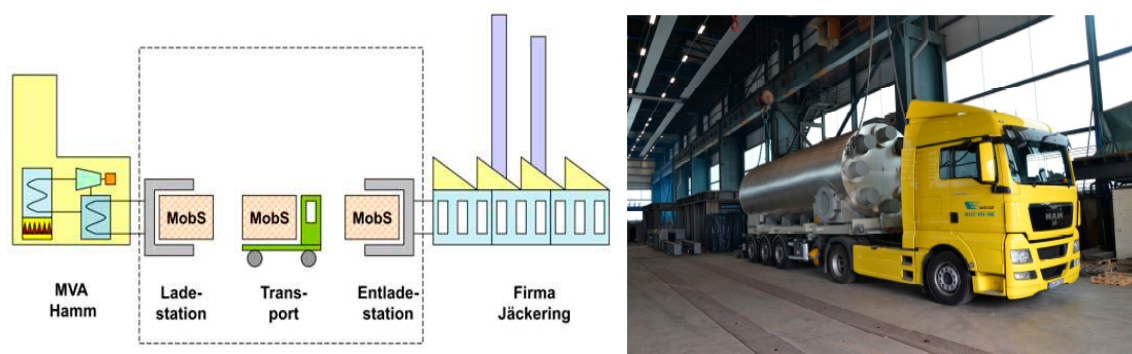 MobS
MobS
MobS
MVA
Hamm
Lade-
station
Trans-
port
Entlade-
station
Firma
Jäckering
MAN